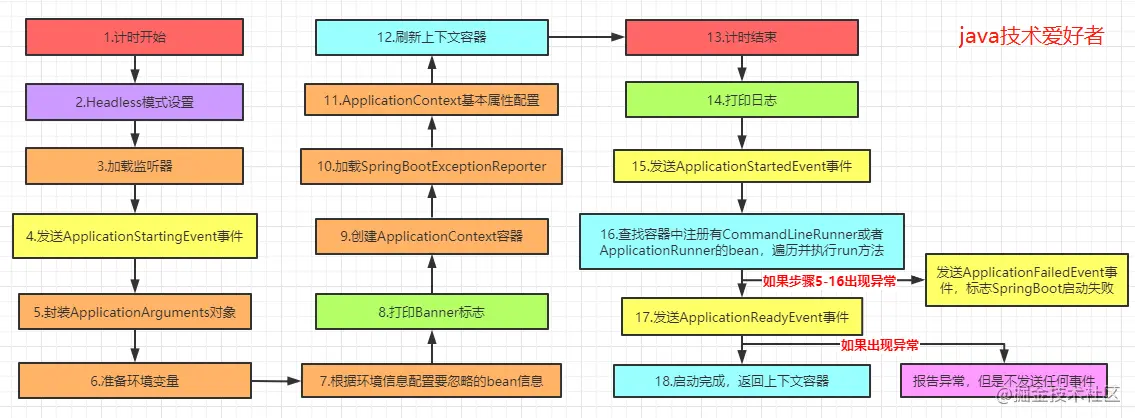 1.计时开始
2.Headless模式设置
3.加载监听器
4.发送ApplicationStartingEvent事件
5.封装ApplicationArguments对象
6.准备环境变量
7.根据环境信息配置要忽略的bean信息
8.打印Banner标志
9.创建ApplicationContext容器
10.加载SpringBootExceptionReporter
11.ApplicationContext基本属性配置
12.刷新上下文容器
13.计时结束
java技术爱好者
14.打印日志
15.发送ApplicationStartedEvent事件
16.查找容器中注册有CommandLineRunner或者
ApplicationRunner的bean，遍历并执行run方法
如果步骤5-16出现异常
发送ApplicationFailedEvent事
件，标志SpringBoot启动失败
17.发送ApplicationReadyEvent事件
如果出现异常
18.启动完成，返回上下文容器
报告异常，但是不发送任何事件
@掘金技术社区